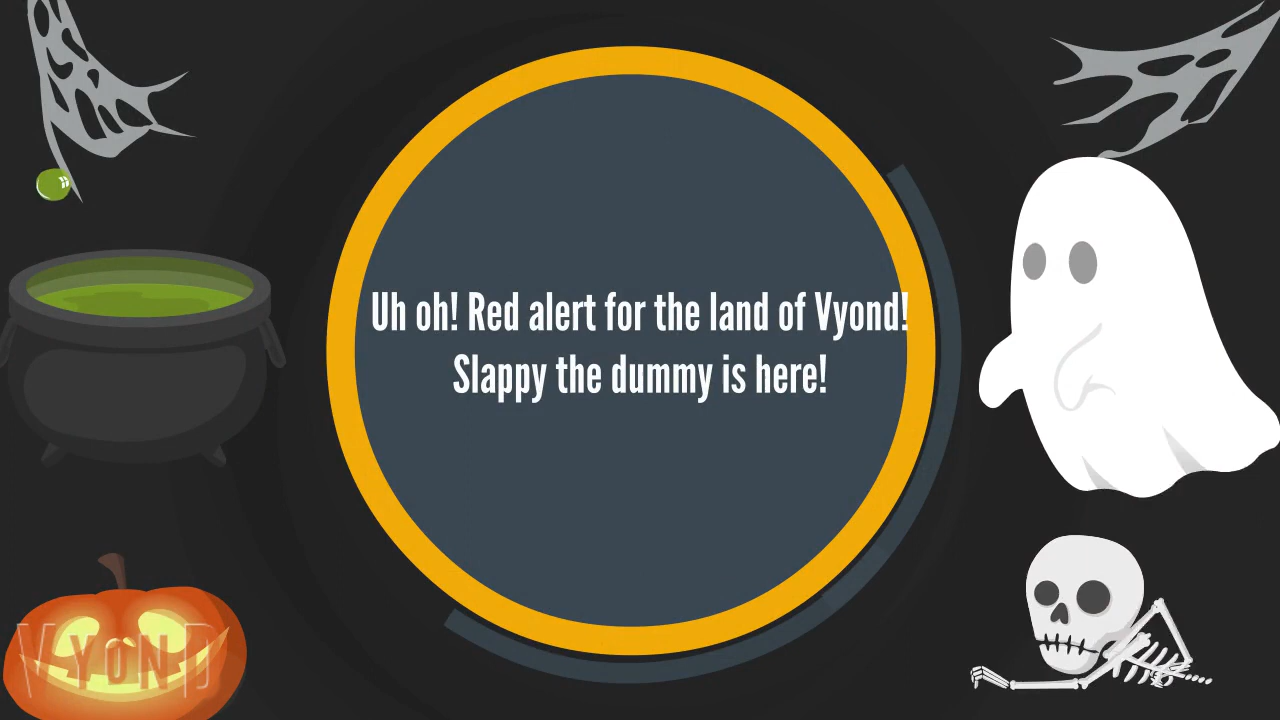 Uh oh! Red alert for the land of Vyond!
Slappy the dummy is here!
VYOND